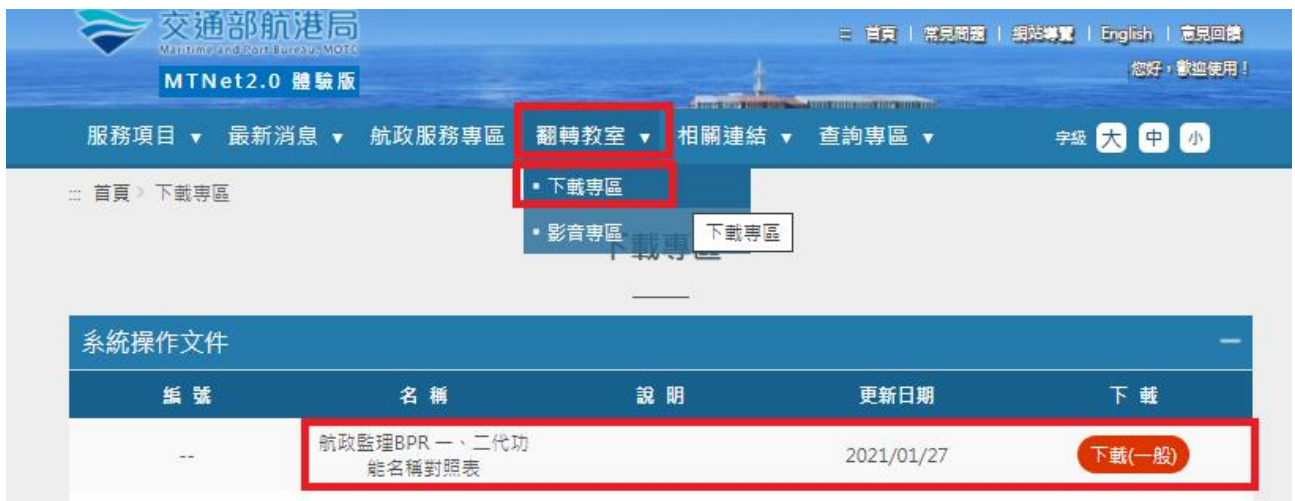 交通部航港局
Maritime and Port Bureau, MOTC
MTNet2.0 體驗版
::: 首頁 | 常見問題 | 網站導覽 | English | 意見回饋
您好，歡迎使用！
服務項目 ▼ 最新消息 ▼ 航政服務專區 翻轉教室 ▼ 相關連結 ▼ 查詢專區 ▼ 字級 大 中 小
::: 首頁 > 下載專區
▪ 下載專區
▪ 影音專區
下載專區
下載專區
系統操作文件 －
編 號 名 稱 說 明 更新日期 下 載
-- 航政監理BPR 一、二代功 2021/01/27 下載(一般)
能名稱對照表